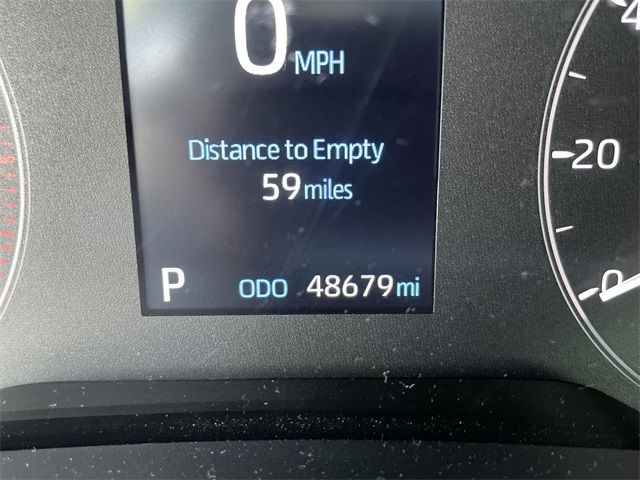 0 MPH
Distance to Empty
59 miles
P ODO 48679 mi
20
0